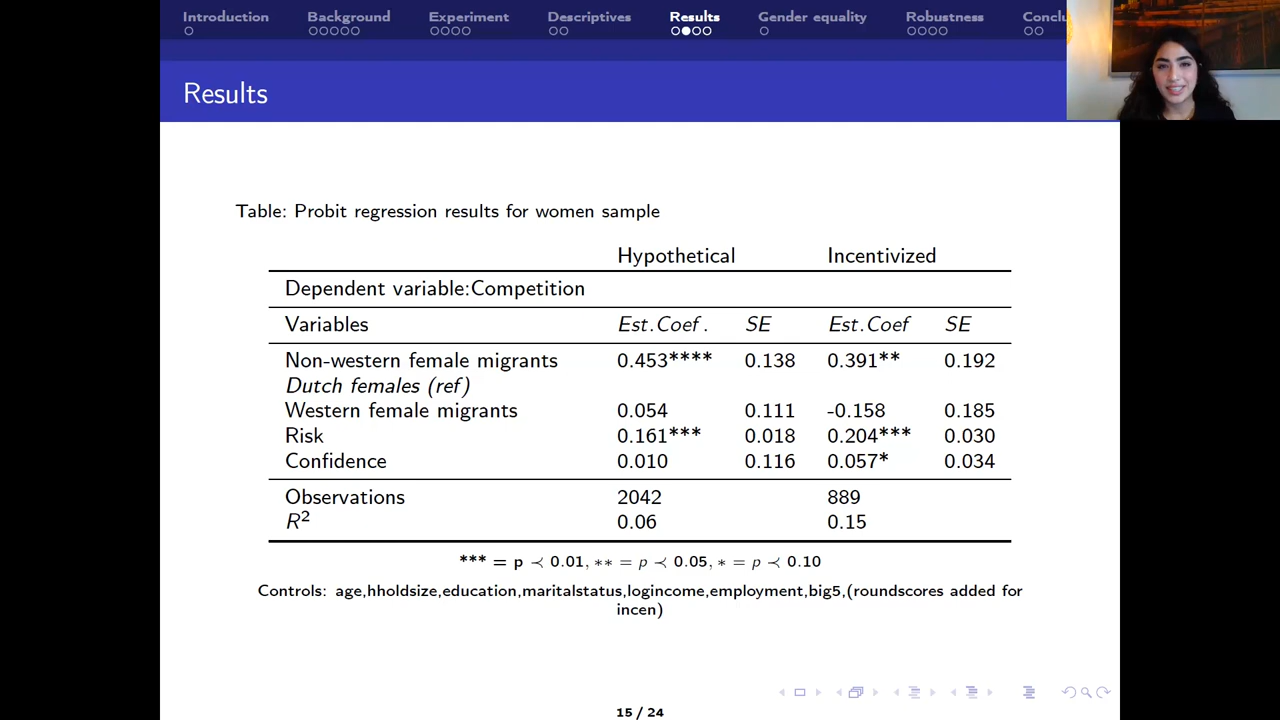 Introduction Background Experiment Descriptives Results Gender equality Robustness Conclu
Results
Table: Probit regression results for women sample
Hypothetical Incentivized
Dependent variable:Competition
Variables Est.Coef. SE Est.Coef SE
Non-western female migrants 0.453**** 0.138 0.391** 0.192
Dutch females (ref)
Western female migrants 0.054 0.111 -0.158 0.185
Risk 0.161*** 0.018 0.204*** 0.030
Confidence 0.010 0.116 0.057* 0.034
Observations 2042 889
R² 0.06 0.15
*** = p ≺ 0.01, ** = p ≺ 0.05, * = p ≺ 0.10
Controls: age,hholdsize,education,maritalstatus,logincome,employment,big5,(roundscores added for
incen)
15 / 24